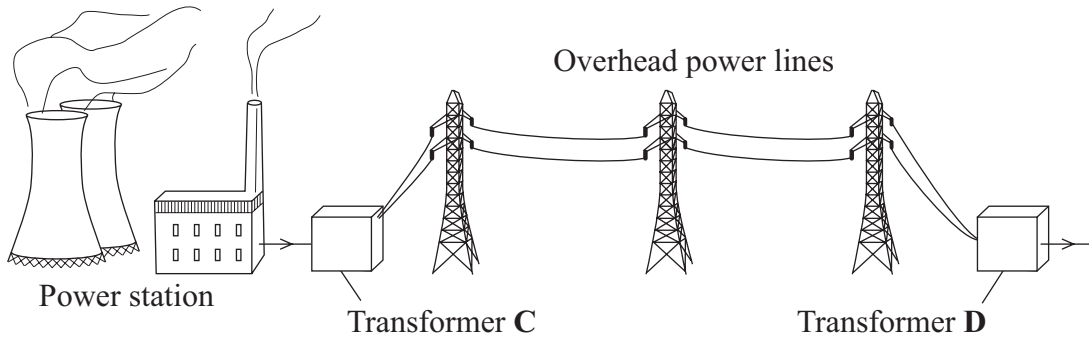 Overhead power lines
Power station
Transformer C
Transformer D